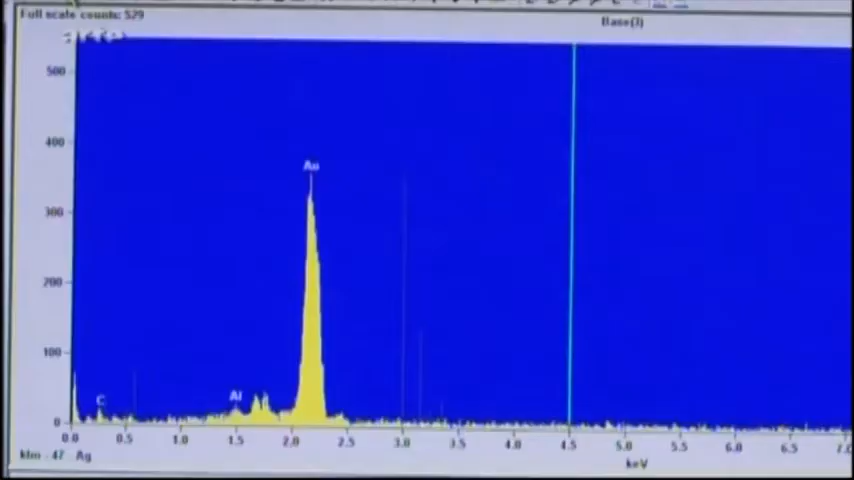 Full scale counts: 529
Base(3)
500
400
300
200
100
0
Au
C
Al
0.0 0.5 1.0 1.5 2.0 2.5 3.0 3.5 4.0 4.5 5.0 5.5 6.0 6.5 7.0
keV
klm - 47 Ag